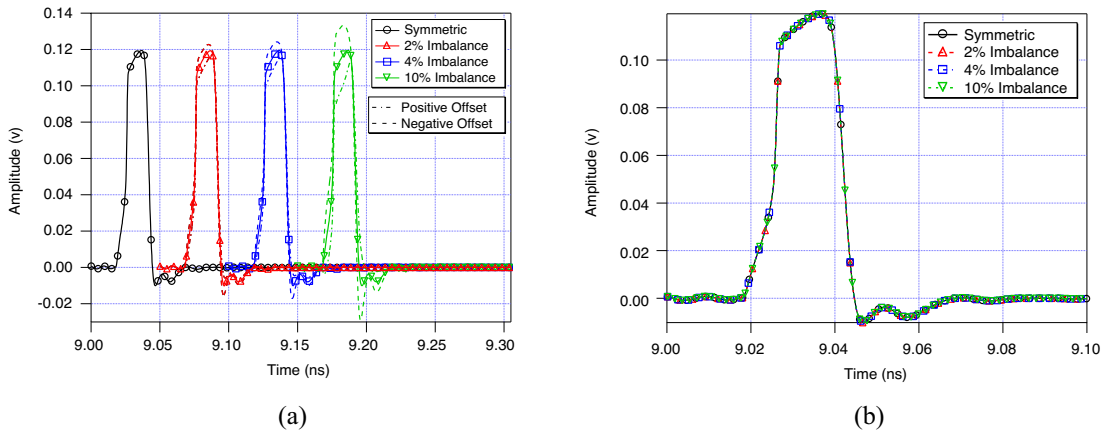 0.14
0.12
0.10
0.08
0.06
0.04
0.02
0.00
-0.02
Amplitude (v)
9.00
9.05
9.10
9.15
9.20
9.25
9.30
Time (ns)
Symmetric
2% Imbalance
4% Imbalance
10% Imbalance
Positive Offset
Negative Offset
(a)
0.10
0.08
0.06
0.04
0.02
0.00
Amplitude (v)
9.00
9.02
9.04
9.06
9.08
9.10
Time (ns)
Symmetric
2% Imbalance
4% Imbalance
10% Imbalance
(b)